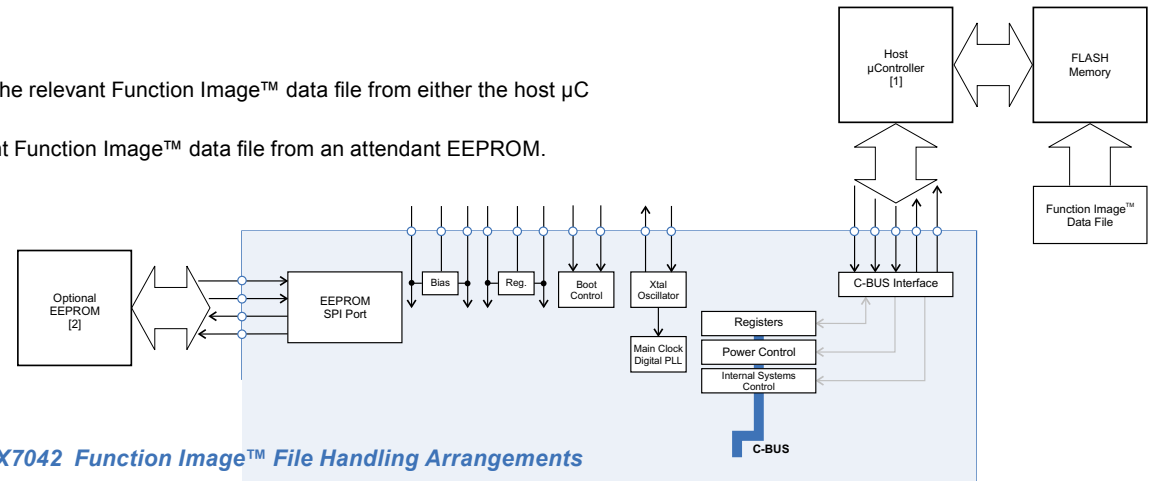 Host
µController
[1]
FLASH
Memory
he relevant Function Image™ data file from either the host µC
nt Function Image™ data file from an attendant EEPROM.
Function Image™
Data File
Optional
EEPROM
[2]
EEPROM
SPI Port
Bias
Reg.
Boot
Control
Xtal
Oscillator
C-BUS Interface
Main Clock
Digital PLL
Registers
Power Control
Internal Systems
Control
C-BUS
X7042 Function Image™ File Handling Arrangements